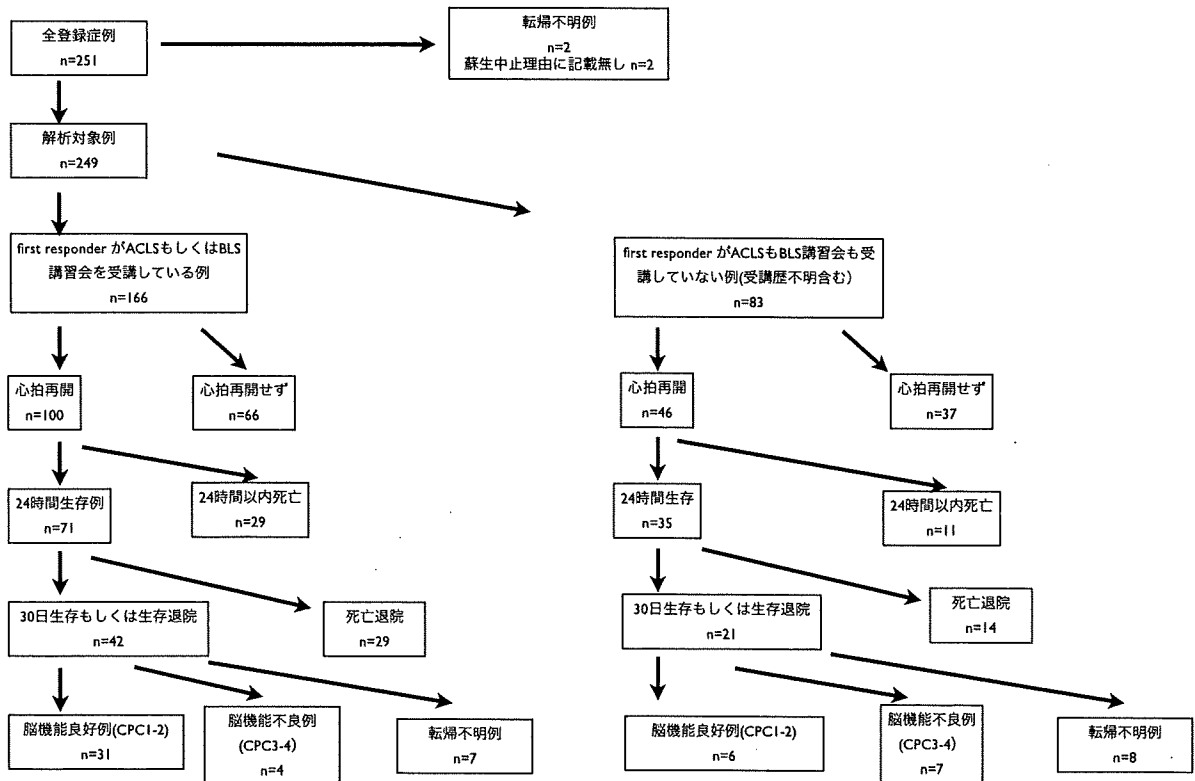 全登録症例
n=251
転帰不明例
n=2
蘇生中止理由に記載無し n=2
解析対象例
n=249
first responder がACLSもしくはBLS
講習会を受講している例
n=166
first responder がACLSもBLS講習会も受
講していない例(受講歴不明含む）
n=83
心拍再開
n=100
心拍再開せず
n=66
心拍再開
n=46
心拍再開せず
n=37
24時間生存例
n=71
24時間以内死亡
n=29
24時間生存
n=35
24時間以内死亡
n=11
30日生存もしくは生存退院
n=42
死亡退院
n=29
30日生存もしくは生存退院
n=21
死亡退院
n=14
脳機能良好例(CPC1-2)
n=31
脳機能不良例
(CPC3-4）
n=4
転帰不明例
n=7
脳機能良好例(CPC1-2)
n=6
脳機能不良例
(CPC3-4）
n=7
転帰不明例
n=8